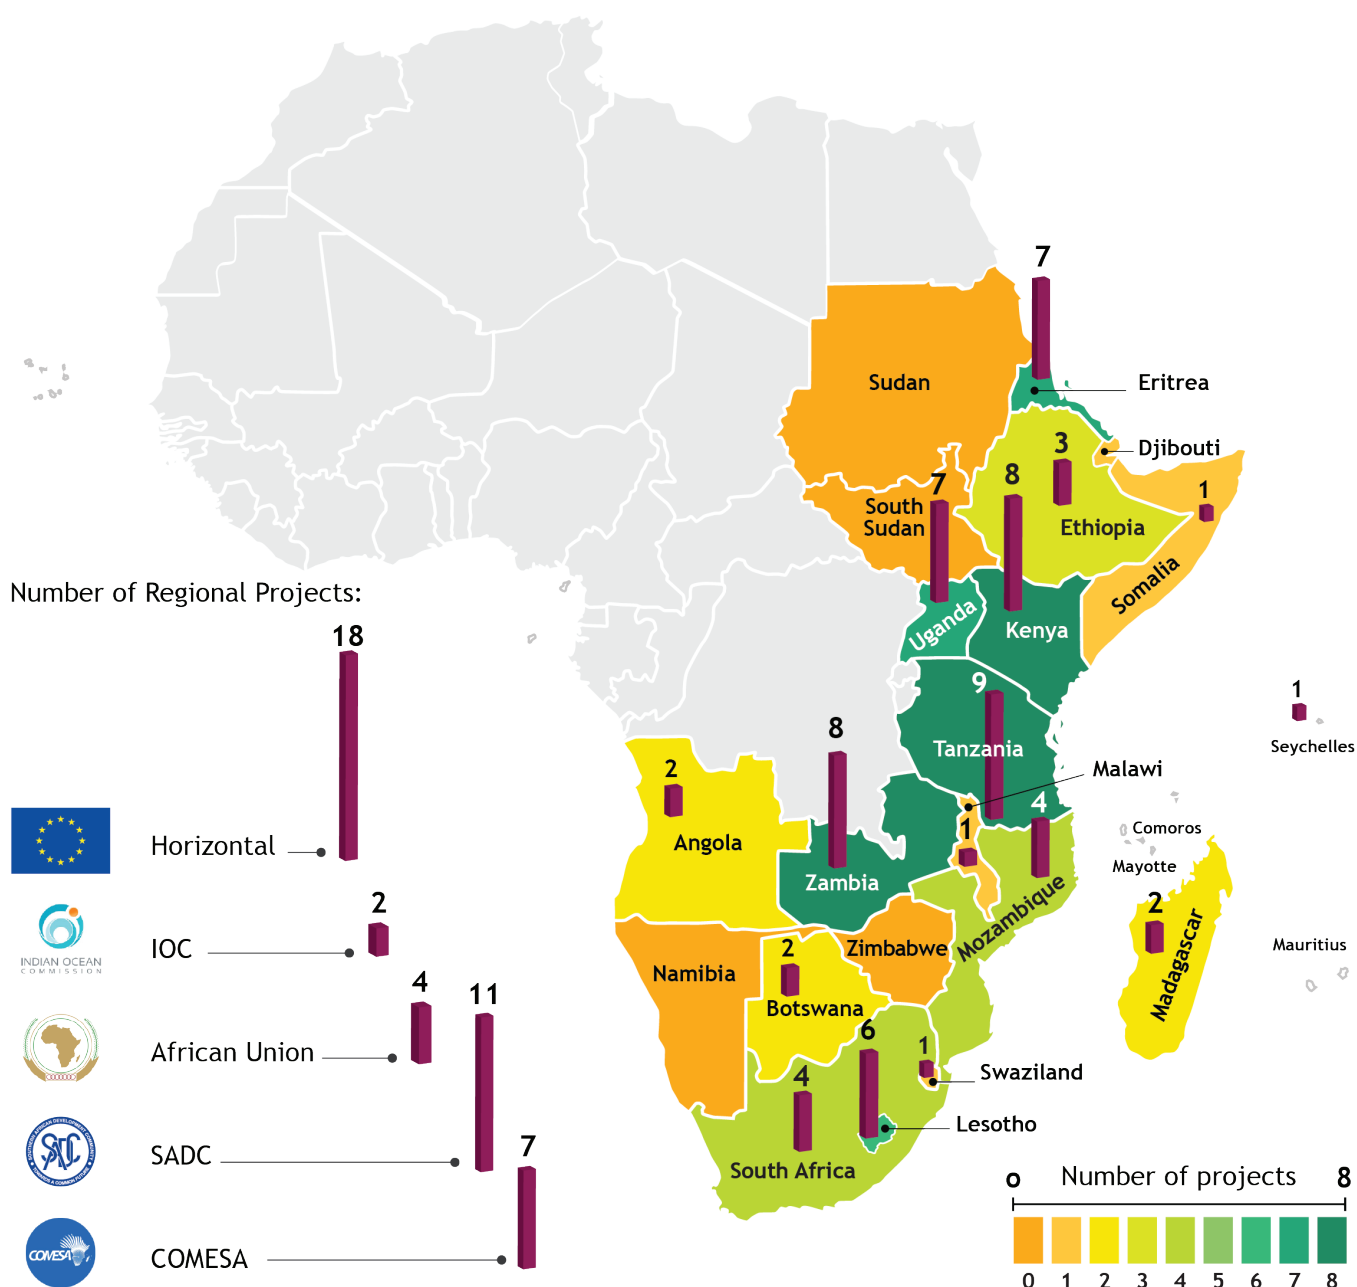 7
Sudan
Eritrea
3
Djibouti
7
8
1
South
Sudan
Ethiopia
Somalia
Number of Regional Projects:
18
Uganda
Kenya
9
1
Seychelles
8
Tanzania
Malawi
2
4
Angola
1
Comoros
Horizontal
Mayotte
Zambia
2
2
Mozambique
Madagascar
Mauritius
IOC
INDIAN OCEAN
COMMISSION
Zimbabwe
Namibia
2
Botswana
4
11
6
1
African Union
Swaziland
4
Lesotho
SADC
SADC
7
South Africa
Number of projects
0
8
COMESA
COMESA
0 1 2 3 4 5 6 7 8